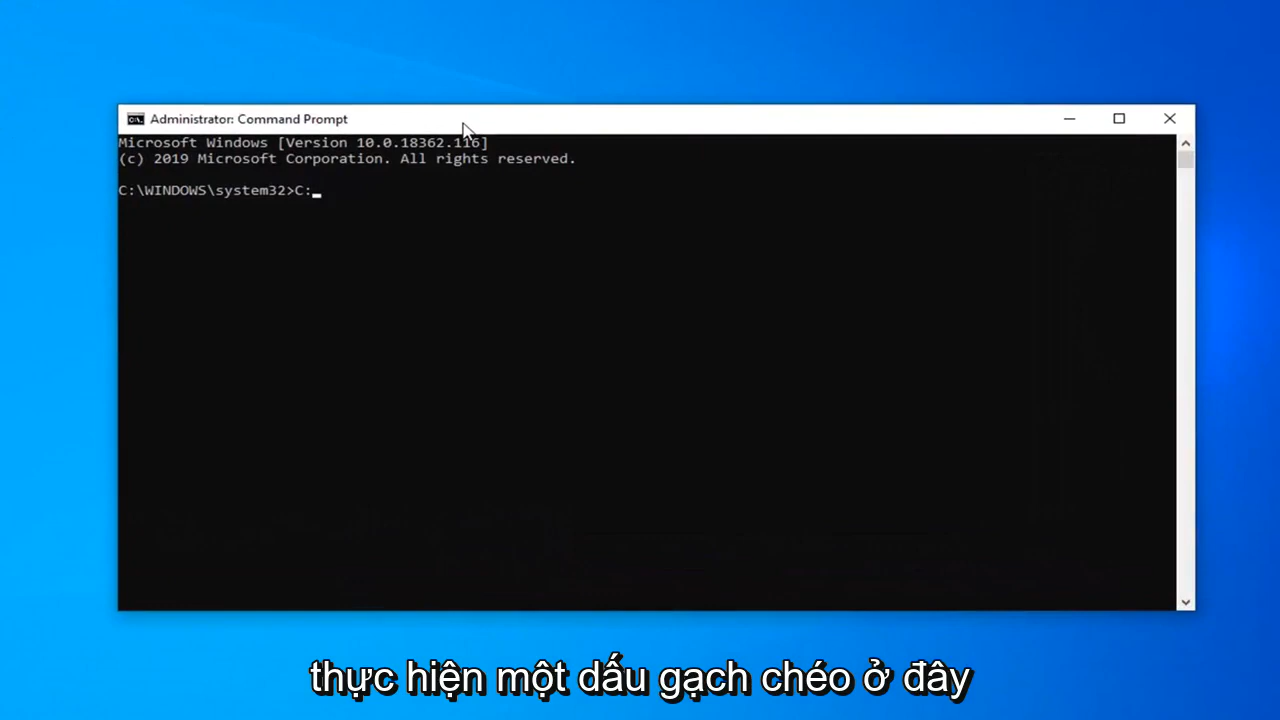 Administrator: Command Prompt
Microsoft Windows [Version 10.0.18362.116]
(c) 2019 Microsoft Corporation. All rights reserved.
C:\WINDOWS\system32>C:_
thực hiện một dấu gạch chéo ở đây